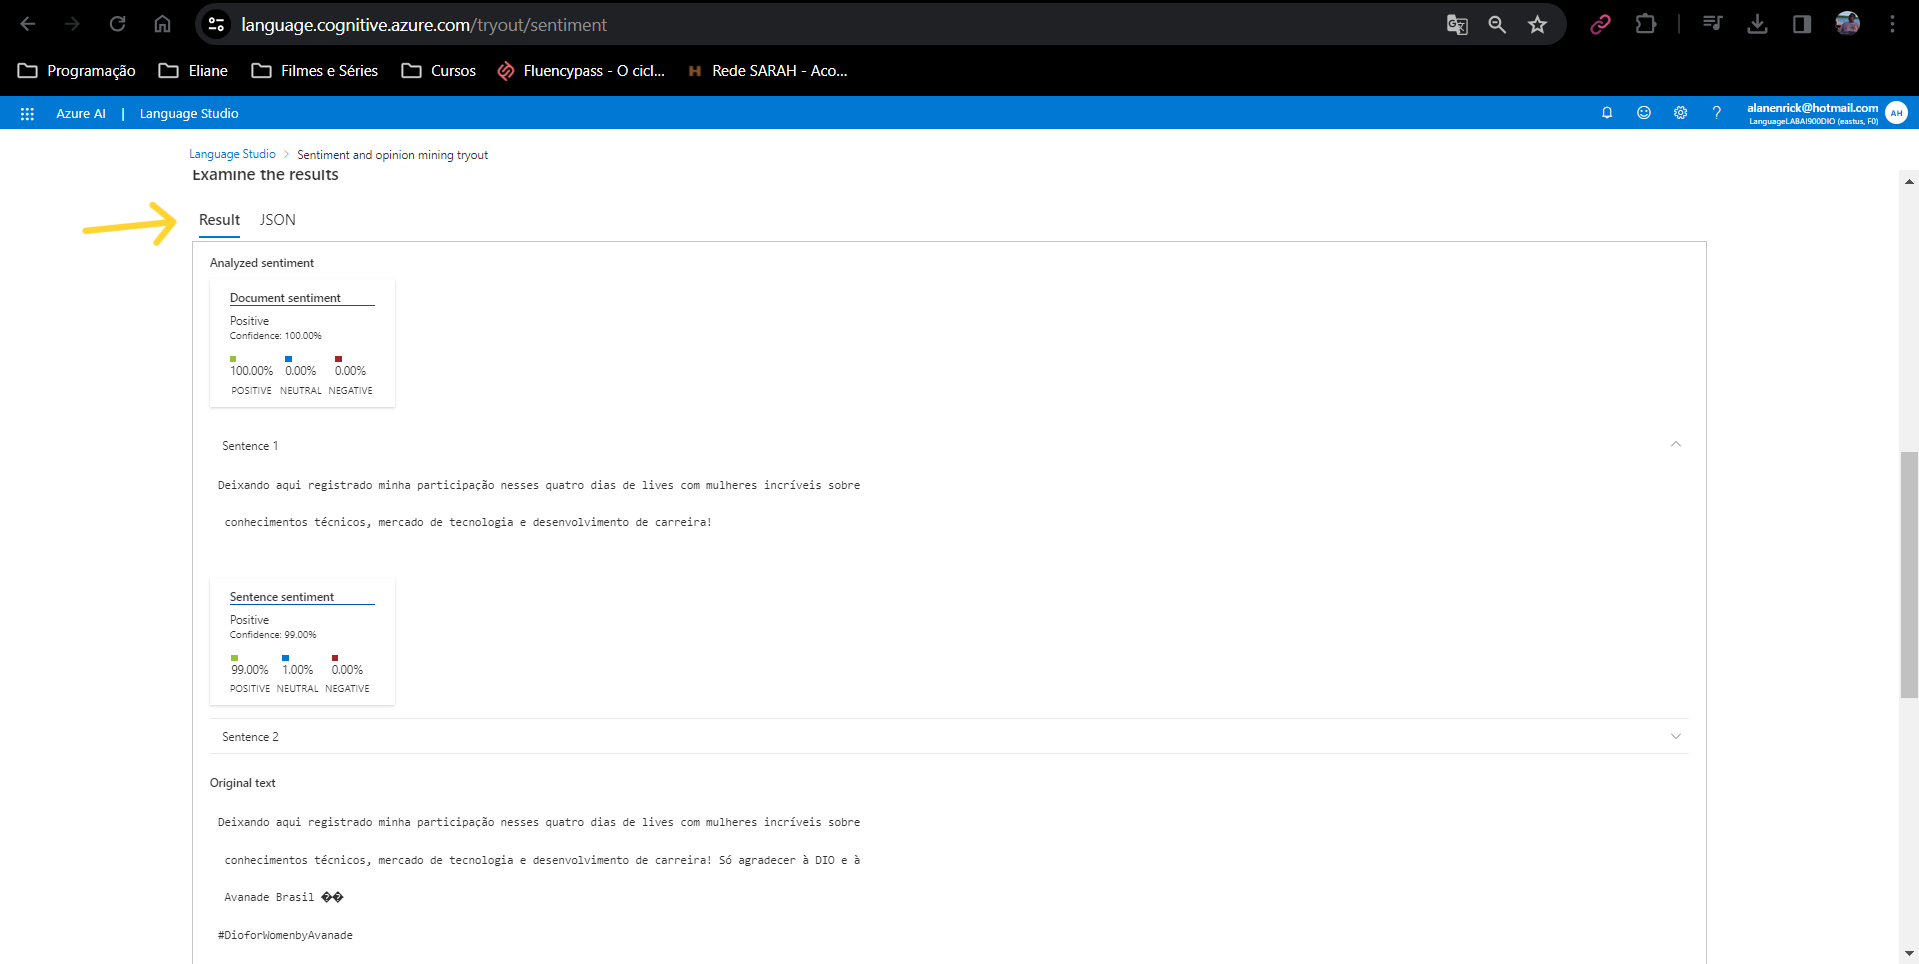 language.cognitive.azure.com/tryout/sentiment
Programação Eliane Filmes e Séries Cursos Fluencypass - O cicl... H Rede SARAH - Aco...
Azure AI | Language Studio
alanenrick@hotmail.com
LanguageLABAI900DIO (eastus, F0)
AH
Language Studio > Sentiment and opinion mining tryout
Examine the results
Result JSON
Analyzed sentiment
Document sentiment
Positive
Confidence: 100.00%
100.00% 0.00% 0.00%
POSITIVE NEUTRAL NEGATIVE
Sentence 1
Deixando aqui registrado minha participação nesses quatro dias de lives com mulheres incríveis sobre
conhecimentos técnicos, mercado de tecnologia e desenvolvimento de carreira!
Sentence sentiment
Positive
Confidence: 99.00%
99.00% 1.00% 0.00%
POSITIVE NEUTRAL NEGATIVE
Sentence 2
Original text
Deixando aqui registrado minha participação nesses quatro dias de lives com mulheres incríveis sobre
conhecimentos técnicos, mercado de tecnologia e desenvolvimento de carreira! Só agradecer à DIO e à
Avanade Brasil ��
#DioforWomenbyAvanade